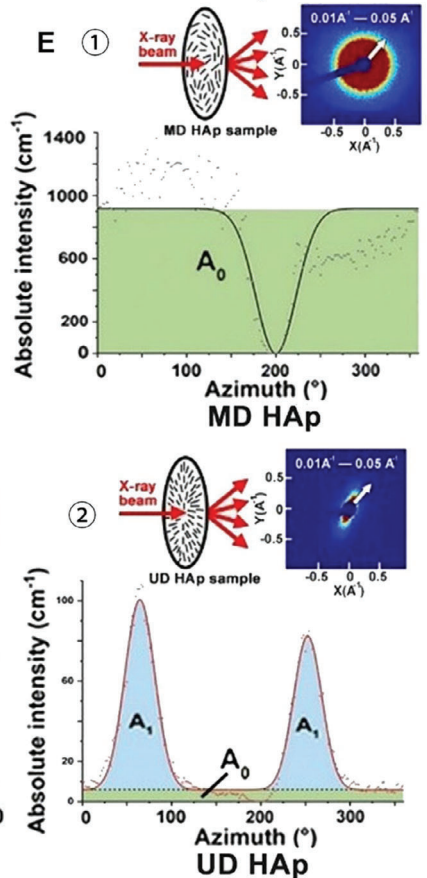 E ①
X-ray
beam
MD HAp sample
0.01A⁻¹ — 0.05 A⁻¹
Y(A⁻¹)
0.5
0
-0.5
-0.5 0 0.5
X(A⁻¹)
Absolute intensity (cm⁻¹)
1400
1000
600
200
0
A₀
0 100 200 300
Azimuth (°)
MD HAp
②
X-ray
beam
UD HAp sample
0.01A⁻¹ — 0.05 A⁻¹
Y(A⁻¹)
0.5
0
-0.5
-0.5 0 0.5
X(A⁻¹)
Absolute intensity (cm⁻¹)
100
60
20
0
A₁
A₁
A₀
0 100 200 300
Azimuth (°)
UD HAp